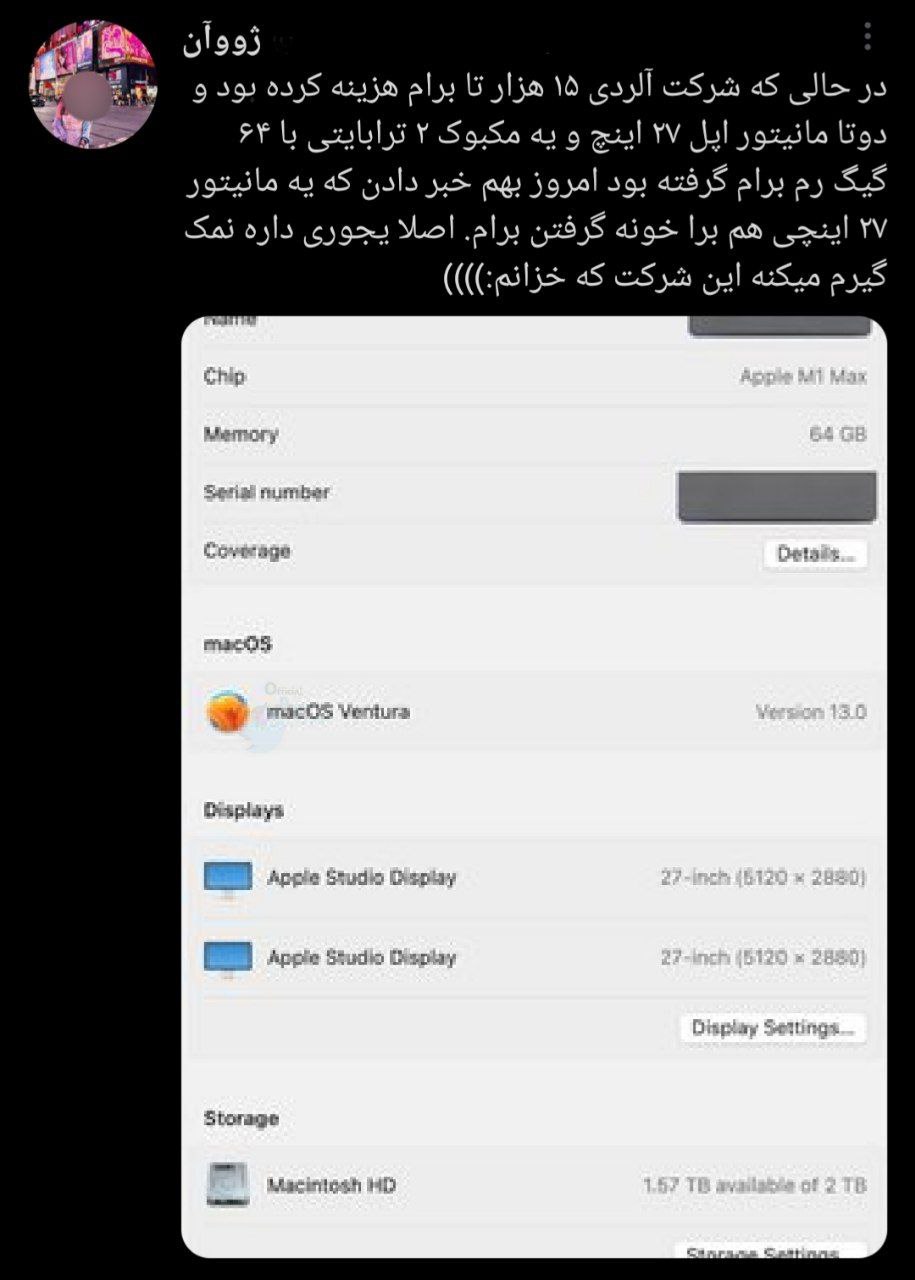 ژووآن
در حالی که شرکت آلردی ۱۵ هزار تا برام هزینه کرده بود و
دوتا مانیتور اپل ۲۷ اینچ و یه مکبوک ۲ ترابایتی با ۶۴
گیگ رم برام گرفته بود امروز بهم خبر دادن که یه مانیتور
۲۷ اینچی هم برا خونه گرفتن برام. اصلا یجوری داره نمک
گیرم میکنه این شرکت که خزانم:))))
Name
Chip Apple M1 Max
Memory 64 GB
Serial number
Coverage Details...
macOS
macOS Ventura Version 13.0
Displays
Apple Studio Display 27-inch (5120 × 2880)
Apple Studio Display 27-inch (5120 × 2880)
Display Settings...
Storage
Macintosh HD 1.57 TB available of 2 TB
Storage Settings...